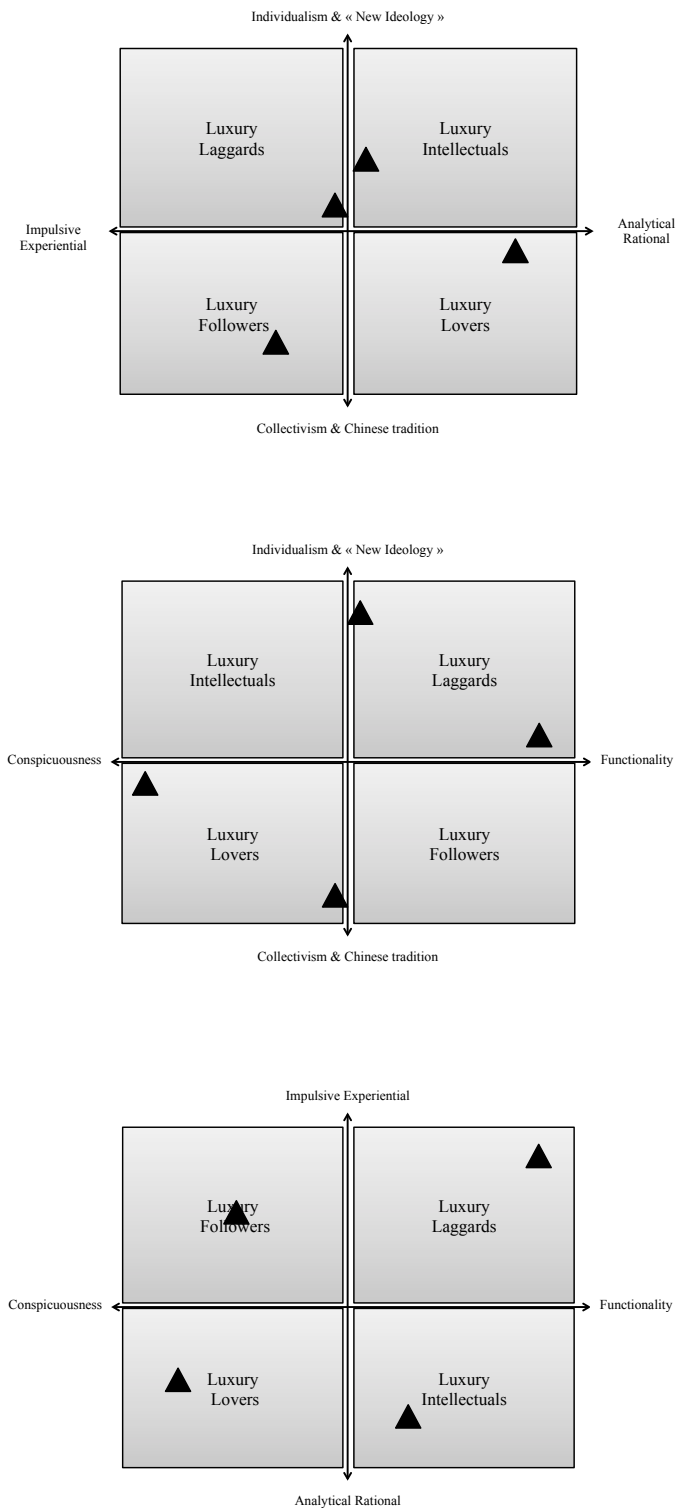 Individualism & « New Ideology »
Luxury
Laggards
Luxury
Intellectuals
Impulsive
Experiential
Analytical
Rational
Luxury
Followers
Luxury
Lovers
Collectivism & Chinese tradition
Individualism & « New Ideology »
Luxury
Intellectuals
Luxury
Laggards
Conspicuousness
Functionality
Luxury
Lovers
Luxury
Followers
Collectivism & Chinese tradition
Impulsive Experiential
Luxury
Followers
Luxury
Laggards
Conspicuousness
Functionality
Luxury
Lovers
Luxury
Intellectuals
Analytical Rational